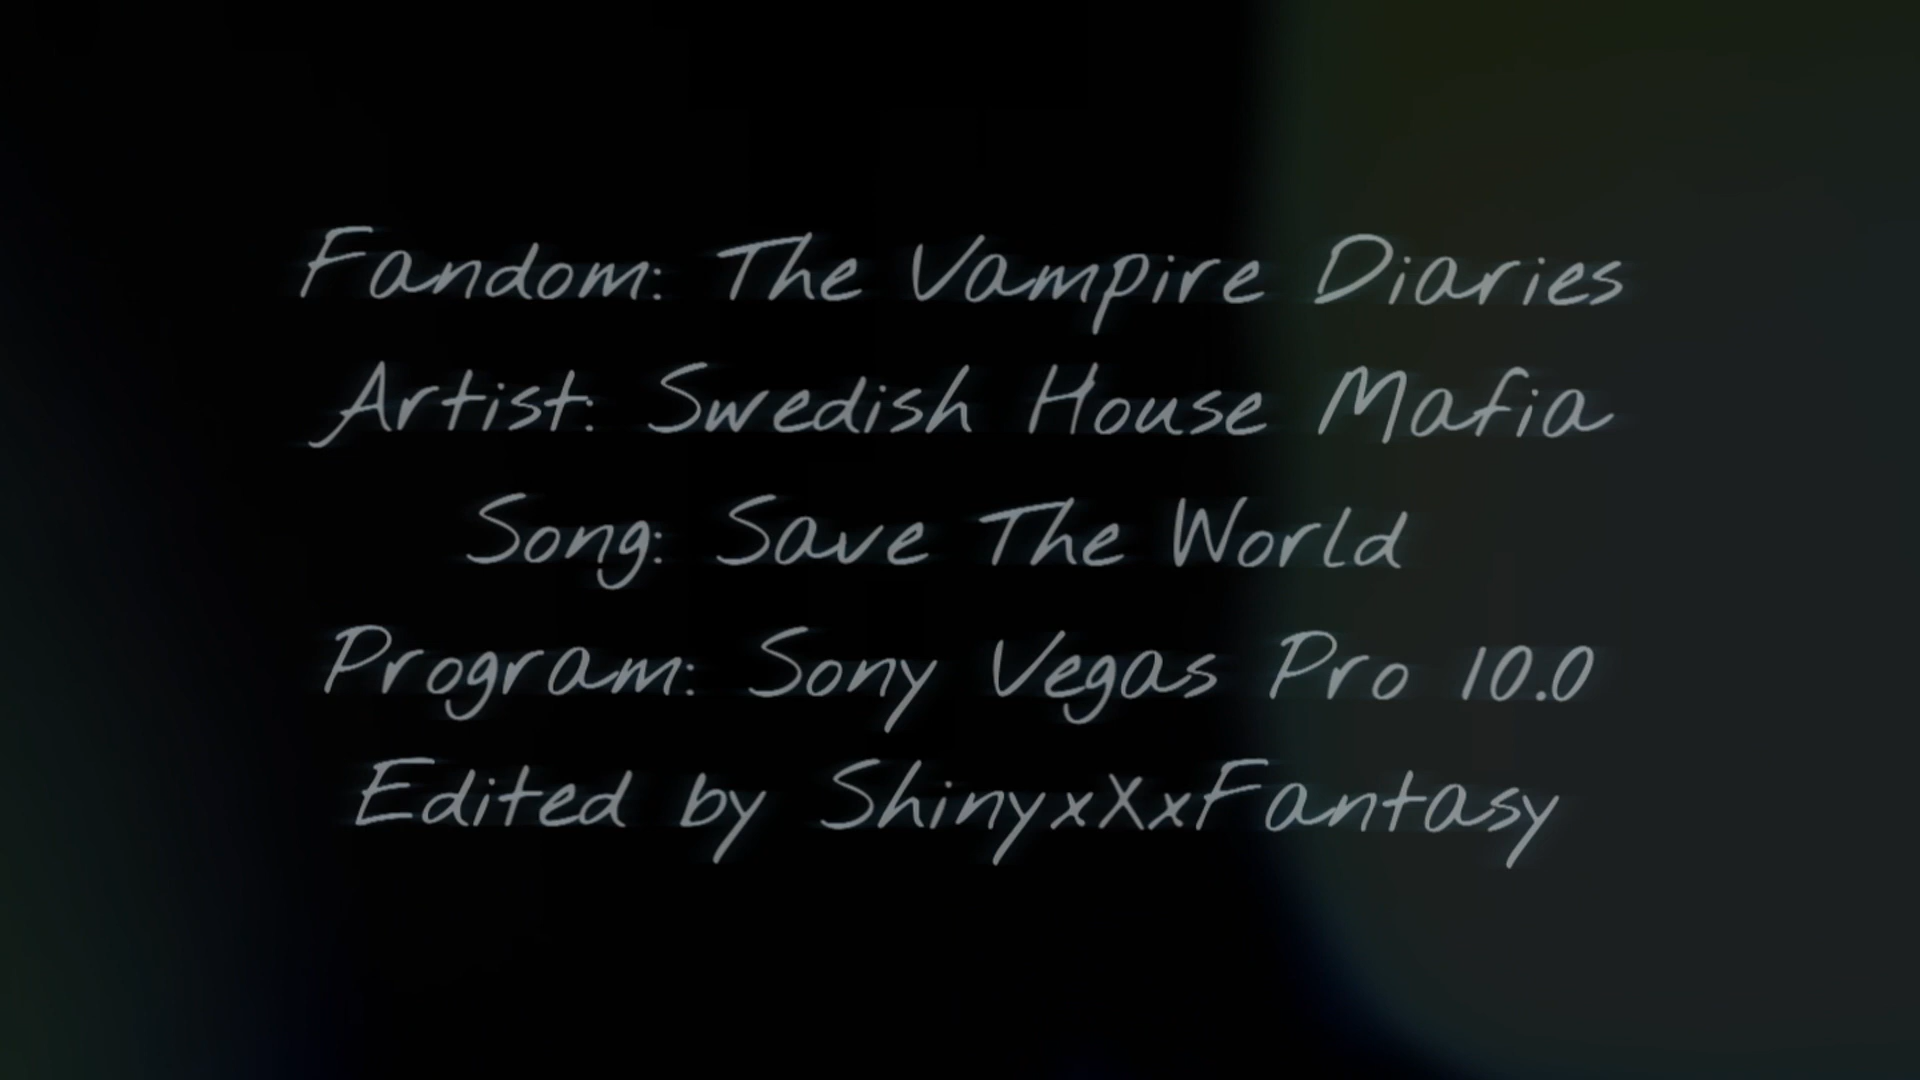 Fandom: The Vampire Diaries
Artist: Swedish House Mafia
Song: Save The World
Program: Sony Vegas Pro 10.0
Edited by ShinyxXxFantasy